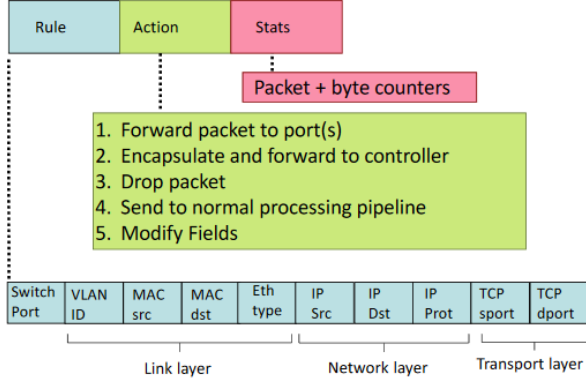 Rule Action Stats
Packet + byte counters
1. Forward packet to port(s)
2. Encapsulate and forward to controller
3. Drop packet
4. Send to normal processing pipeline
5. Modify Fields
Switch Port
VLAN ID
MAC src
MAC dst
Eth type
IP Src
IP Dst
IP Prot
TCP sport
TCP dport
Link layer
Network layer
Transport layer